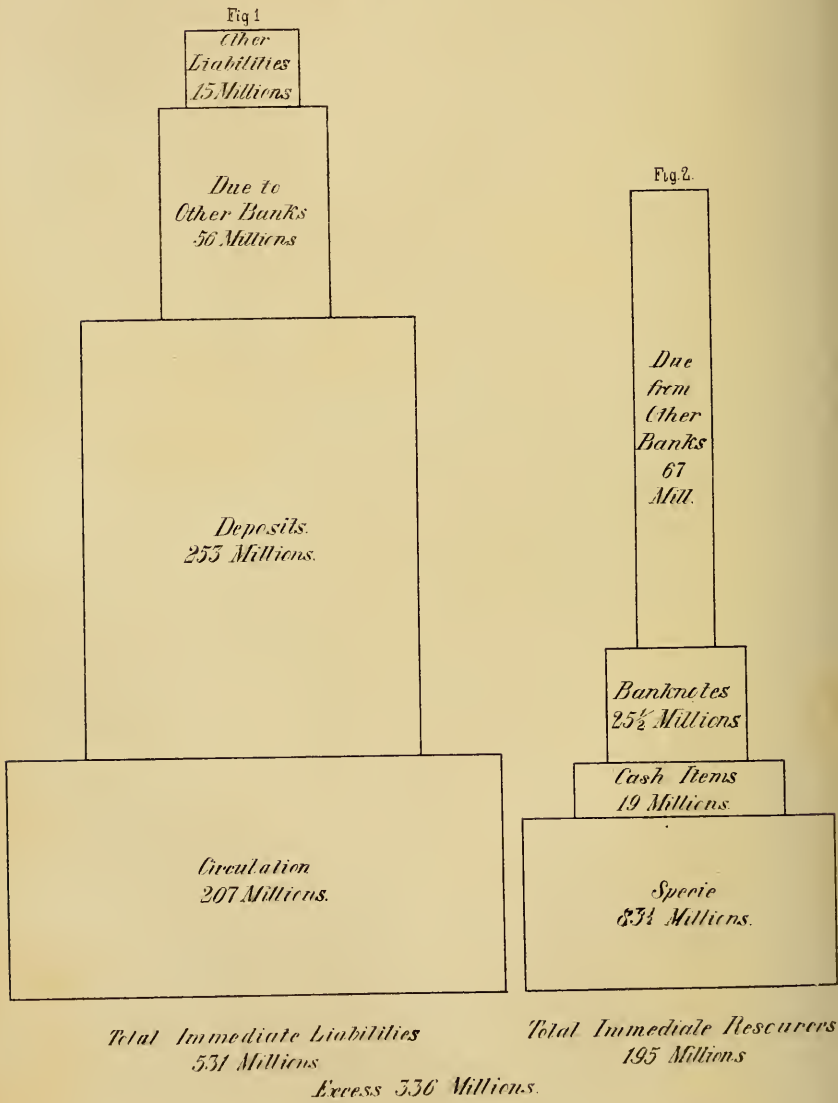 Fig 1
Other
Liabilities
15 Millions
Due to
Other Banks
56 Millions
Deposits.
253 Millions.
Circulation
207 Millions.
Total Immediate Liabilities
531 Millions
Fig. 2.
Due
from
Other
Banks
67
Mill.
Banknotes
25½ Millions
Cash Items
19 Millions.
Specie
Millions.
Total Immediate Resources
195 Millions
Excess 336 Millions.